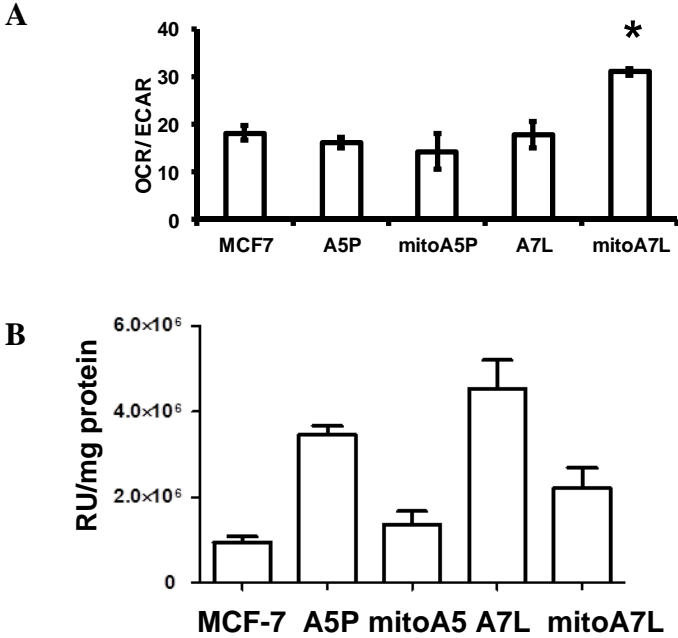 A
OCR/ ECAR
40
30
20
10
0
*
MCF7 A5P mitoA5P A7L mitoA7L
B
RU/mg protein
6.0×10⁶
4.0×10⁶
2.0×10⁶
0
MCF-7 A5P mitoA5 A7L mitoA7L